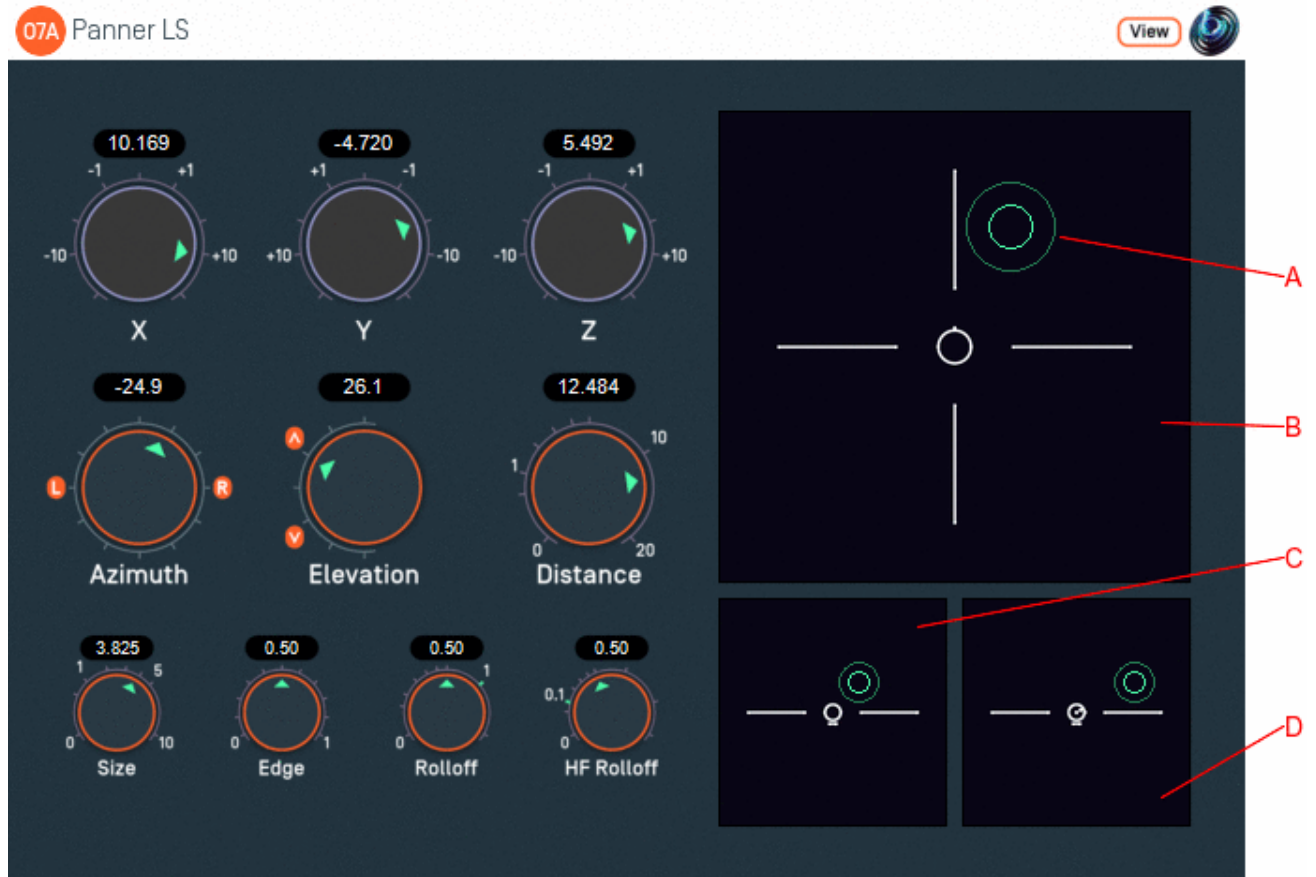 O7A Panner LS View
10.169 -4.720 5.492
-1 +1 +1 -1 -1 +1
-10 +10 +10 -10 -10 +10
X Y Z
A
-24.9 26.1 12.484
10
1
L R
B
0 20
Azimuth Elevation Distance
C
3.825 0.50 0.50 0.50
1 5 1
0.1
0 10 0 1 0 0
D
Size Edge Rolloff HF Rolloff